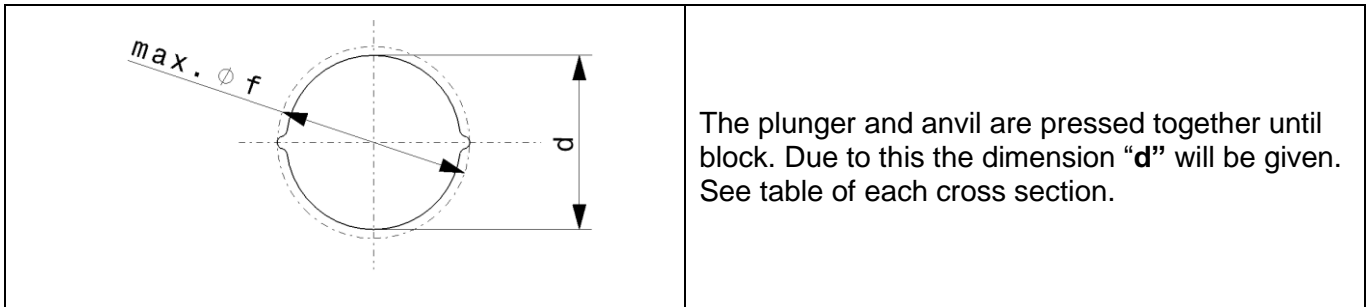 max. ∅ f
d
The plunger and anvil are pressed together until
block. Due to this the dimension “d” will be given.
See table of each cross section.